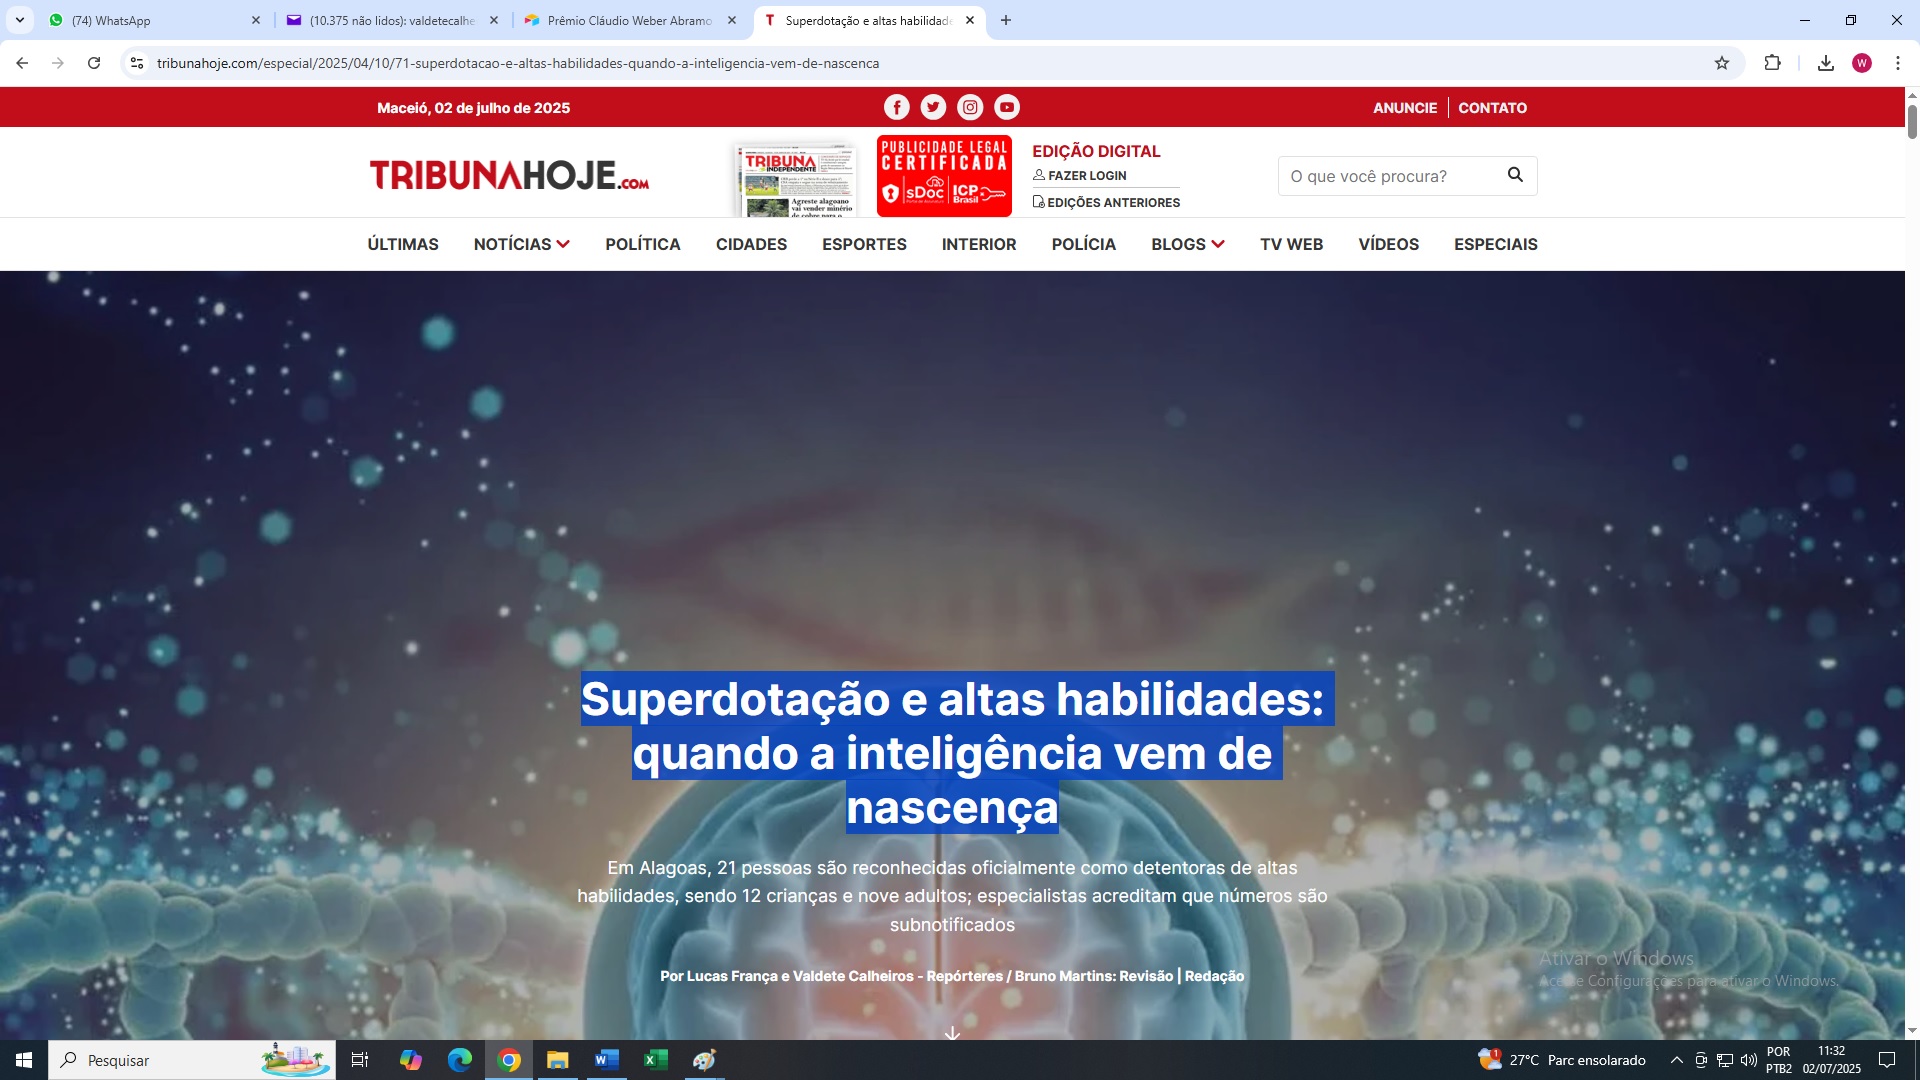 (74) WhatsApp
(10.375 não lidos): valdetecalhe
Prêmio Cláudio Weber Abramo
Superdotação e altas habilidade
tribunahoje.com/especial/2025/04/10/71-superdotacao-e-altas-habilidades-quando-a-inteligencia-vem-de-nascenca
W
Maceió, 02 de julho de 2025
ANUNCIE
CONTATO
TRIBUNAHOJE.COM
TRIBUNA
INDEPENDENTE
Agreste alagoano
vai vender minério
de cobre para o
PUBLICIDADE LEGAL
CERTIFICADA
sDoc
ICP
Brasil
EDIÇÃO DIGITAL
FAZER LOGIN
EDIÇÕES ANTERIORES
O que você procura?
ÚLTIMAS
NOTÍCIAS
POLÍTICA
CIDADES
ESPORTES
INTERIOR
POLÍCIA
BLOGS
TV WEB
VÍDEOS
ESPECIAIS
Superdotação e altas habilidades:
quando a inteligência vem de
nascença
Em Alagoas, 21 pessoas são reconhecidas oficialmente como detentoras de altas
habilidades, sendo 12 crianças e nove adultos; especialistas acreditam que números são
subnotificados
Por Lucas França e Valdete Calheiros - Repórteres / Bruno Martins: Revisão | Redação
Ativar o Windows
Acesse Configurações para ativar o Windows.
Pesquisar
27°C Parc ensolarado
POR
PTB2
11:32
02/07/2025